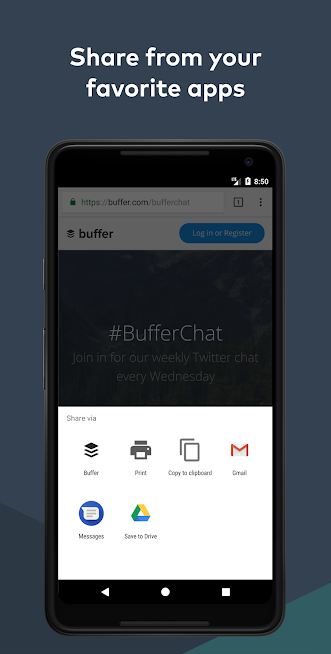 Share from your
favorite apps
8:50
https://buffer.com/bufferchat
1
buffer
Log in or Register
#BufferChat
Join in for our weekly Twitter chat
every Wednesday
Share via
Buffer
Print
Copy to clipboard
Gmail
Messages
Save to Drive